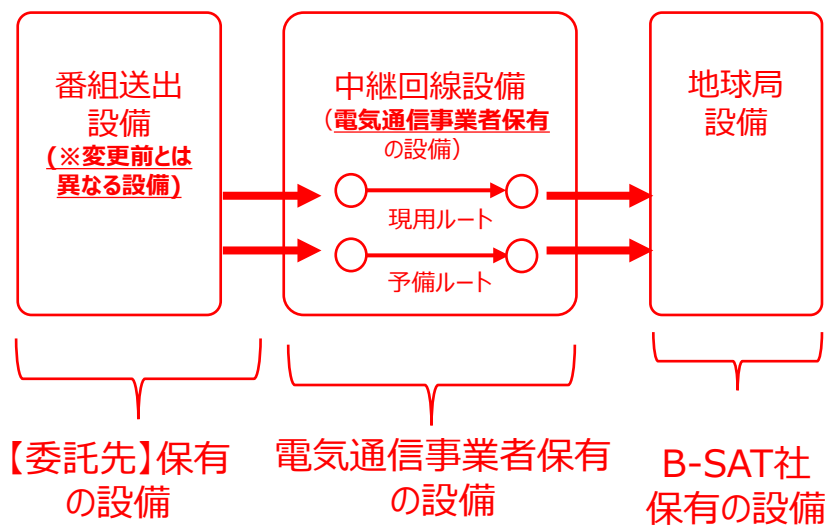 番組送出
設備
(※変更前とは
異なる設備)
中継回線設備
（電気通信事業者保有
の設備）
現用ルート
予備ルート
地球局
設備
【委託先】保有
の設備
電気通信事業者保有
の設備
B-SAT社
保有の設備